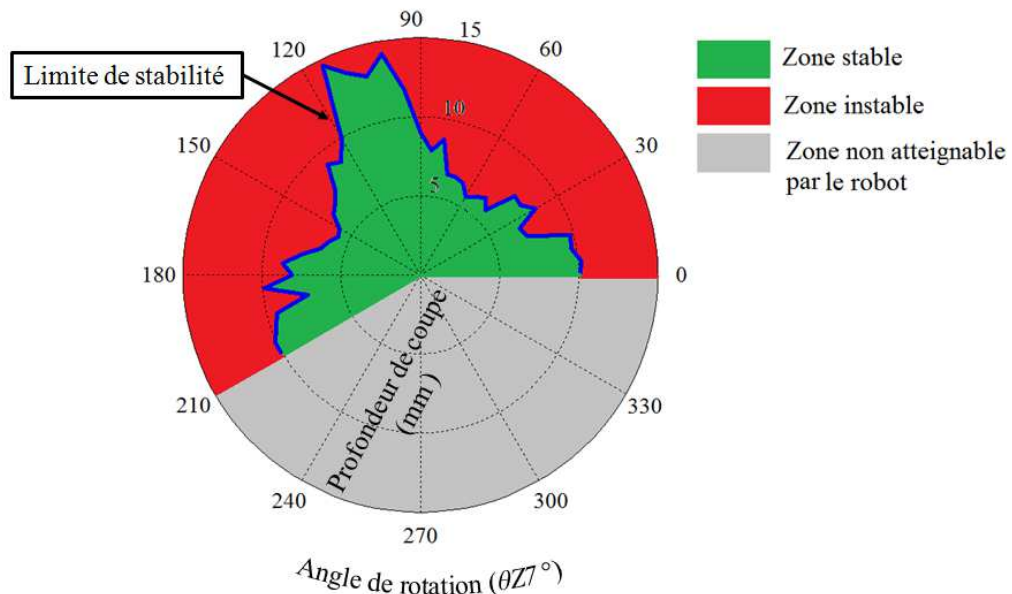 90
120
15
60
Limite de stabilité
10
150
30
5
180
0
210
330
240
300
270
Profondeur de coupe
(mm)
Angle de rotation (θZ7°)
Zone stable
Zone instable
Zone non atteignable
par le robot